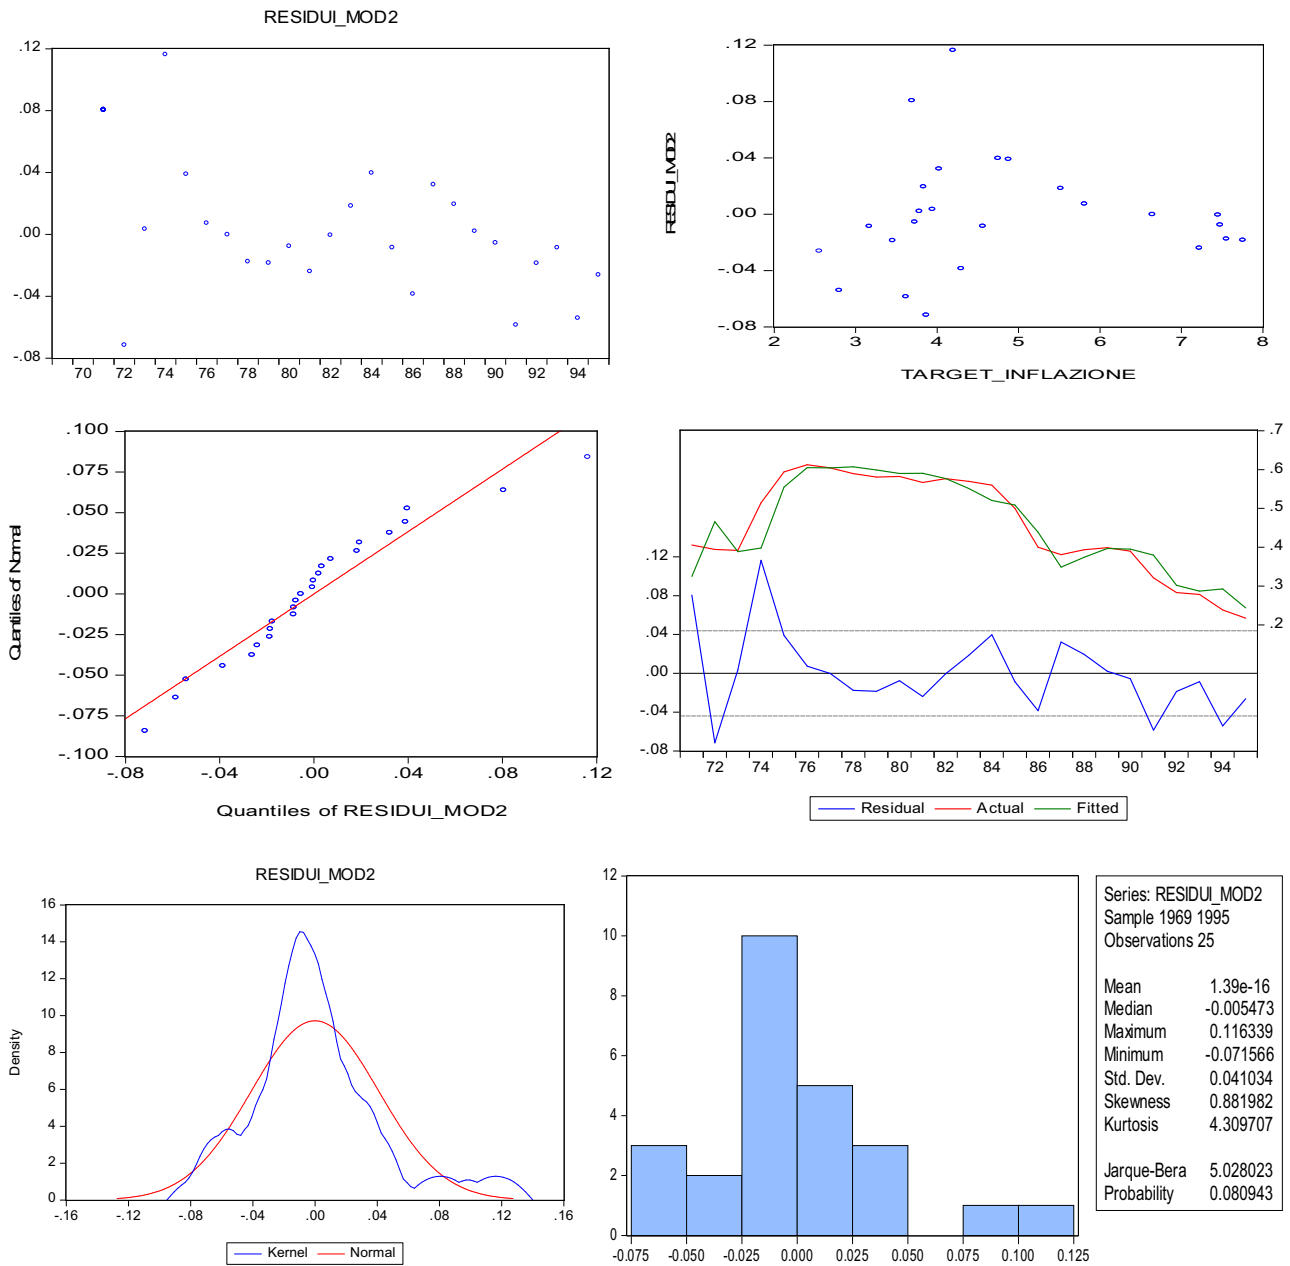 RESIDUI_MOD2
.12
.08
.04
.00
-.04
-.08
70 72 74 76 78 80 82 84 86 88 90 92 94
.12
.08
.04
.00
-.04
-.08
RESIDUI_MOD2
2 3 4 5 6 7 8
TARGET_INFLAZIONE
.100
.075
.050
.025
.000
-.025
-.050
-.075
-.100
Quantiles of Normal
-.08 -.04 .00 .04 .08 .12
Quantiles of RESIDUI_MOD2
.12
.08
.04
.00
-.04
-.08
.7
.6
.5
.4
.3
.2
72 74 76 78 80 82 84 86 88 90 92 94
Residual Actual Fitted
RESIDUI_MOD2
16
14
12
10
8
6
4
2
0
Density
-.16 -.12 -.08 -.04 .00 .04 .08 .12 .16
Kernel Normal
12
10
8
6
4
2
0
-0.075 -0.050 -0.025 0.000 0.025 0.050 0.075 0.100 0.125
Series: RESIDUI_MOD2
Sample 1969 1995
Observations 25
Mean 1.39e-16
Median -0.005473
Maximum 0.116339
Minimum -0.071566
Std. Dev. 0.041034
Skewness 0.881982
Kurtosis 4.309707
Jarque-Bera 5.028023
Probability 0.080943